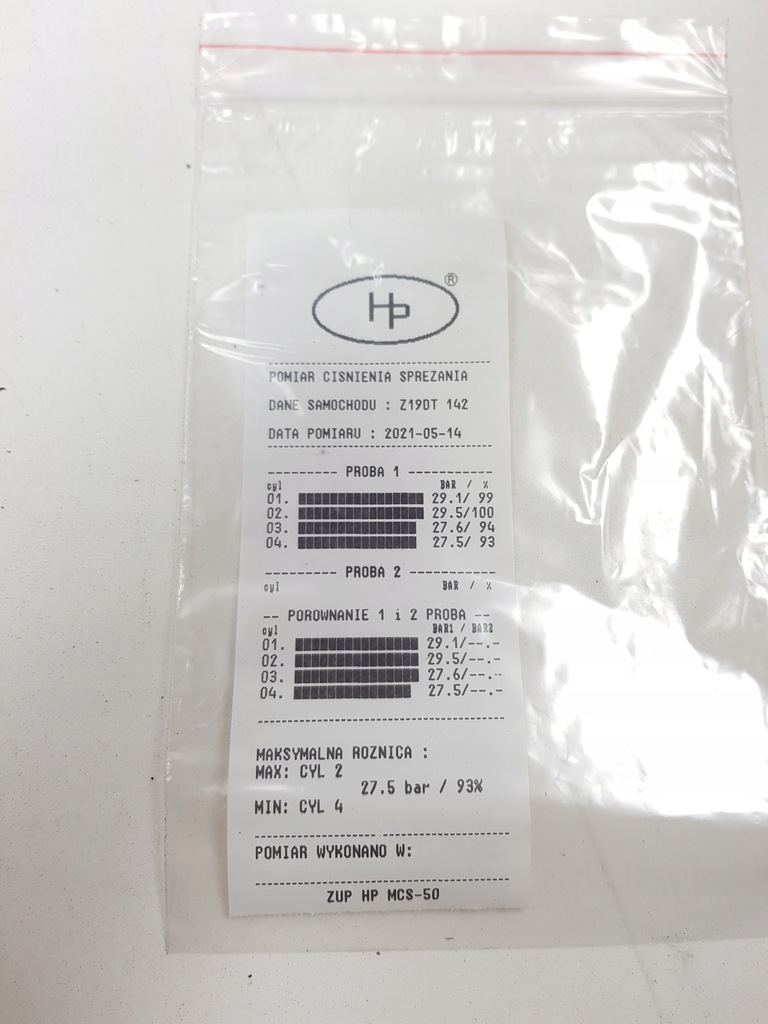 HP ®
POMIAR CISNIENIA SPREZANIA
DANE SAMOCHODU : Z19DT 142
DATA POMIARU : 2021-05-14
---------- PROBA 1 ----------
cyl BAR / %
01. 29.1/ 99
02. 29.5/100
03. 27.6/ 94
04. 27.5/ 93
---------- PROBA 2 ----------
cyl BAR / %
-- POROWNANIE 1 i 2 PROBA --
cyl BAR1 / BAR2
01. 29.1/--.-
02. 29.5/--.-
03. 27.6/--.-
04. 27.5/--.-
MAKSYMALNA ROZNICA :
MAX: CYL 2
27.5 bar / 93%
MIN: CYL 4
POMIAR WYKONANO W:
ZUP HP MCS-50